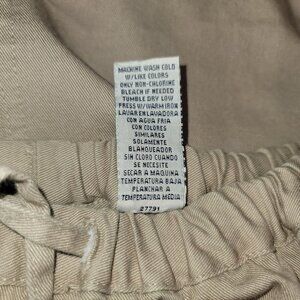 MACHINE WASH COLD
W/LIKE COLORS
ONLY NON-CHLORINE
BLEACH IF NEEDED
TUMBLE DRY LOW
PRESS W/WARM IRON
LAVAR EN LAVADORA
CON AGUA FRIA
CON COLORES
SIMILARES
SOLAMENTE
BLANQUEADOR
SIN CLORO CUANDO
SE NECESITE
SECAR A MAQUINA
TEMPERATURA BAJA
PLANCHAR A
TEMPERATURA MEDIA
27791